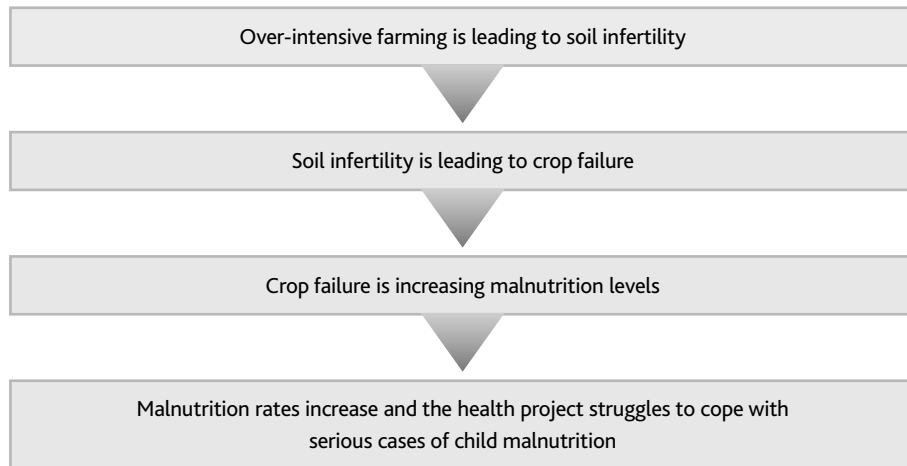 Over-intensive farming is leading to soil infertility
Soil infertility is leading to crop failure
Crop failure is increasing malnutrition levels
Malnutrition rates increase and the health project struggles to cope with
serious cases of child malnutrition